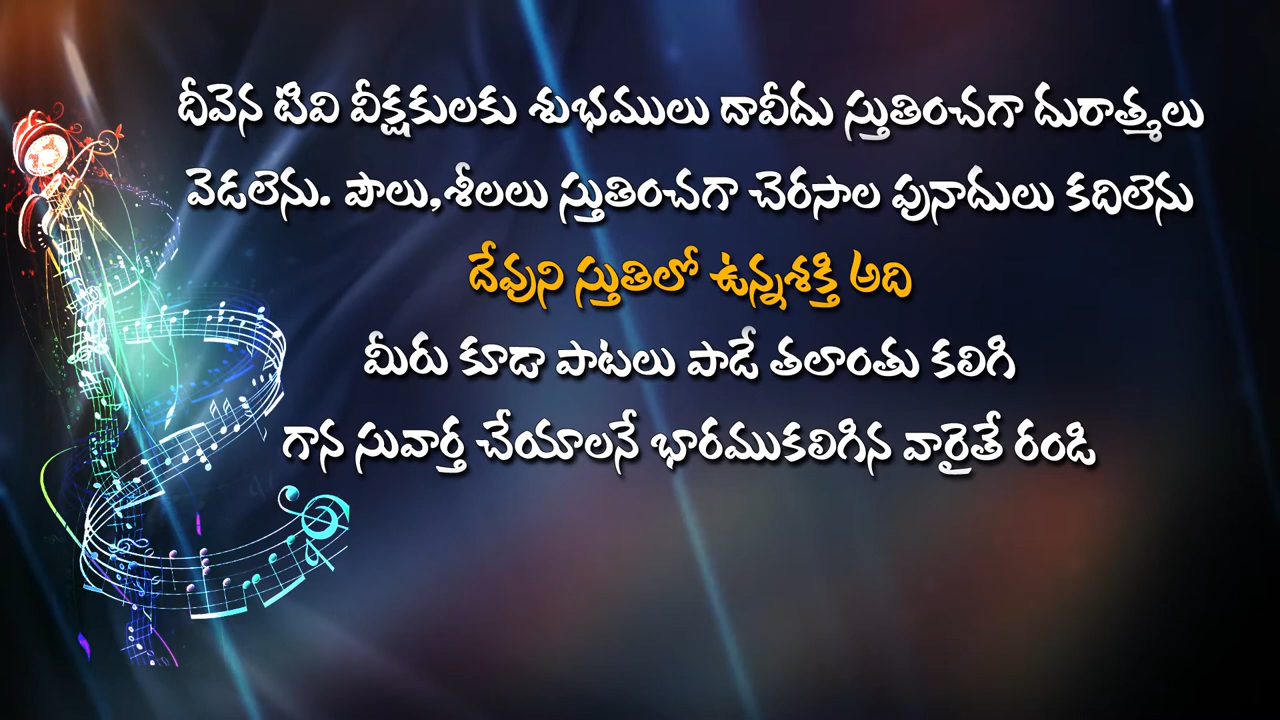 దీవెన టివి వీక్షకులకు శుభములు దావీదు స్తుతించగా దురాత్మలు
వెడలెను. పౌలు,శీలలు స్తుతించగా చెరసాల పునాదులు కదిలెను
దేవుని స్తుతిలో ఉన్నశక్తి అది
మీరు కూడా పాటలు పాడే తలాంతు కలిగి
గాన సువార్త చేయాలనే భారముకలిగిన వారైతే రండి